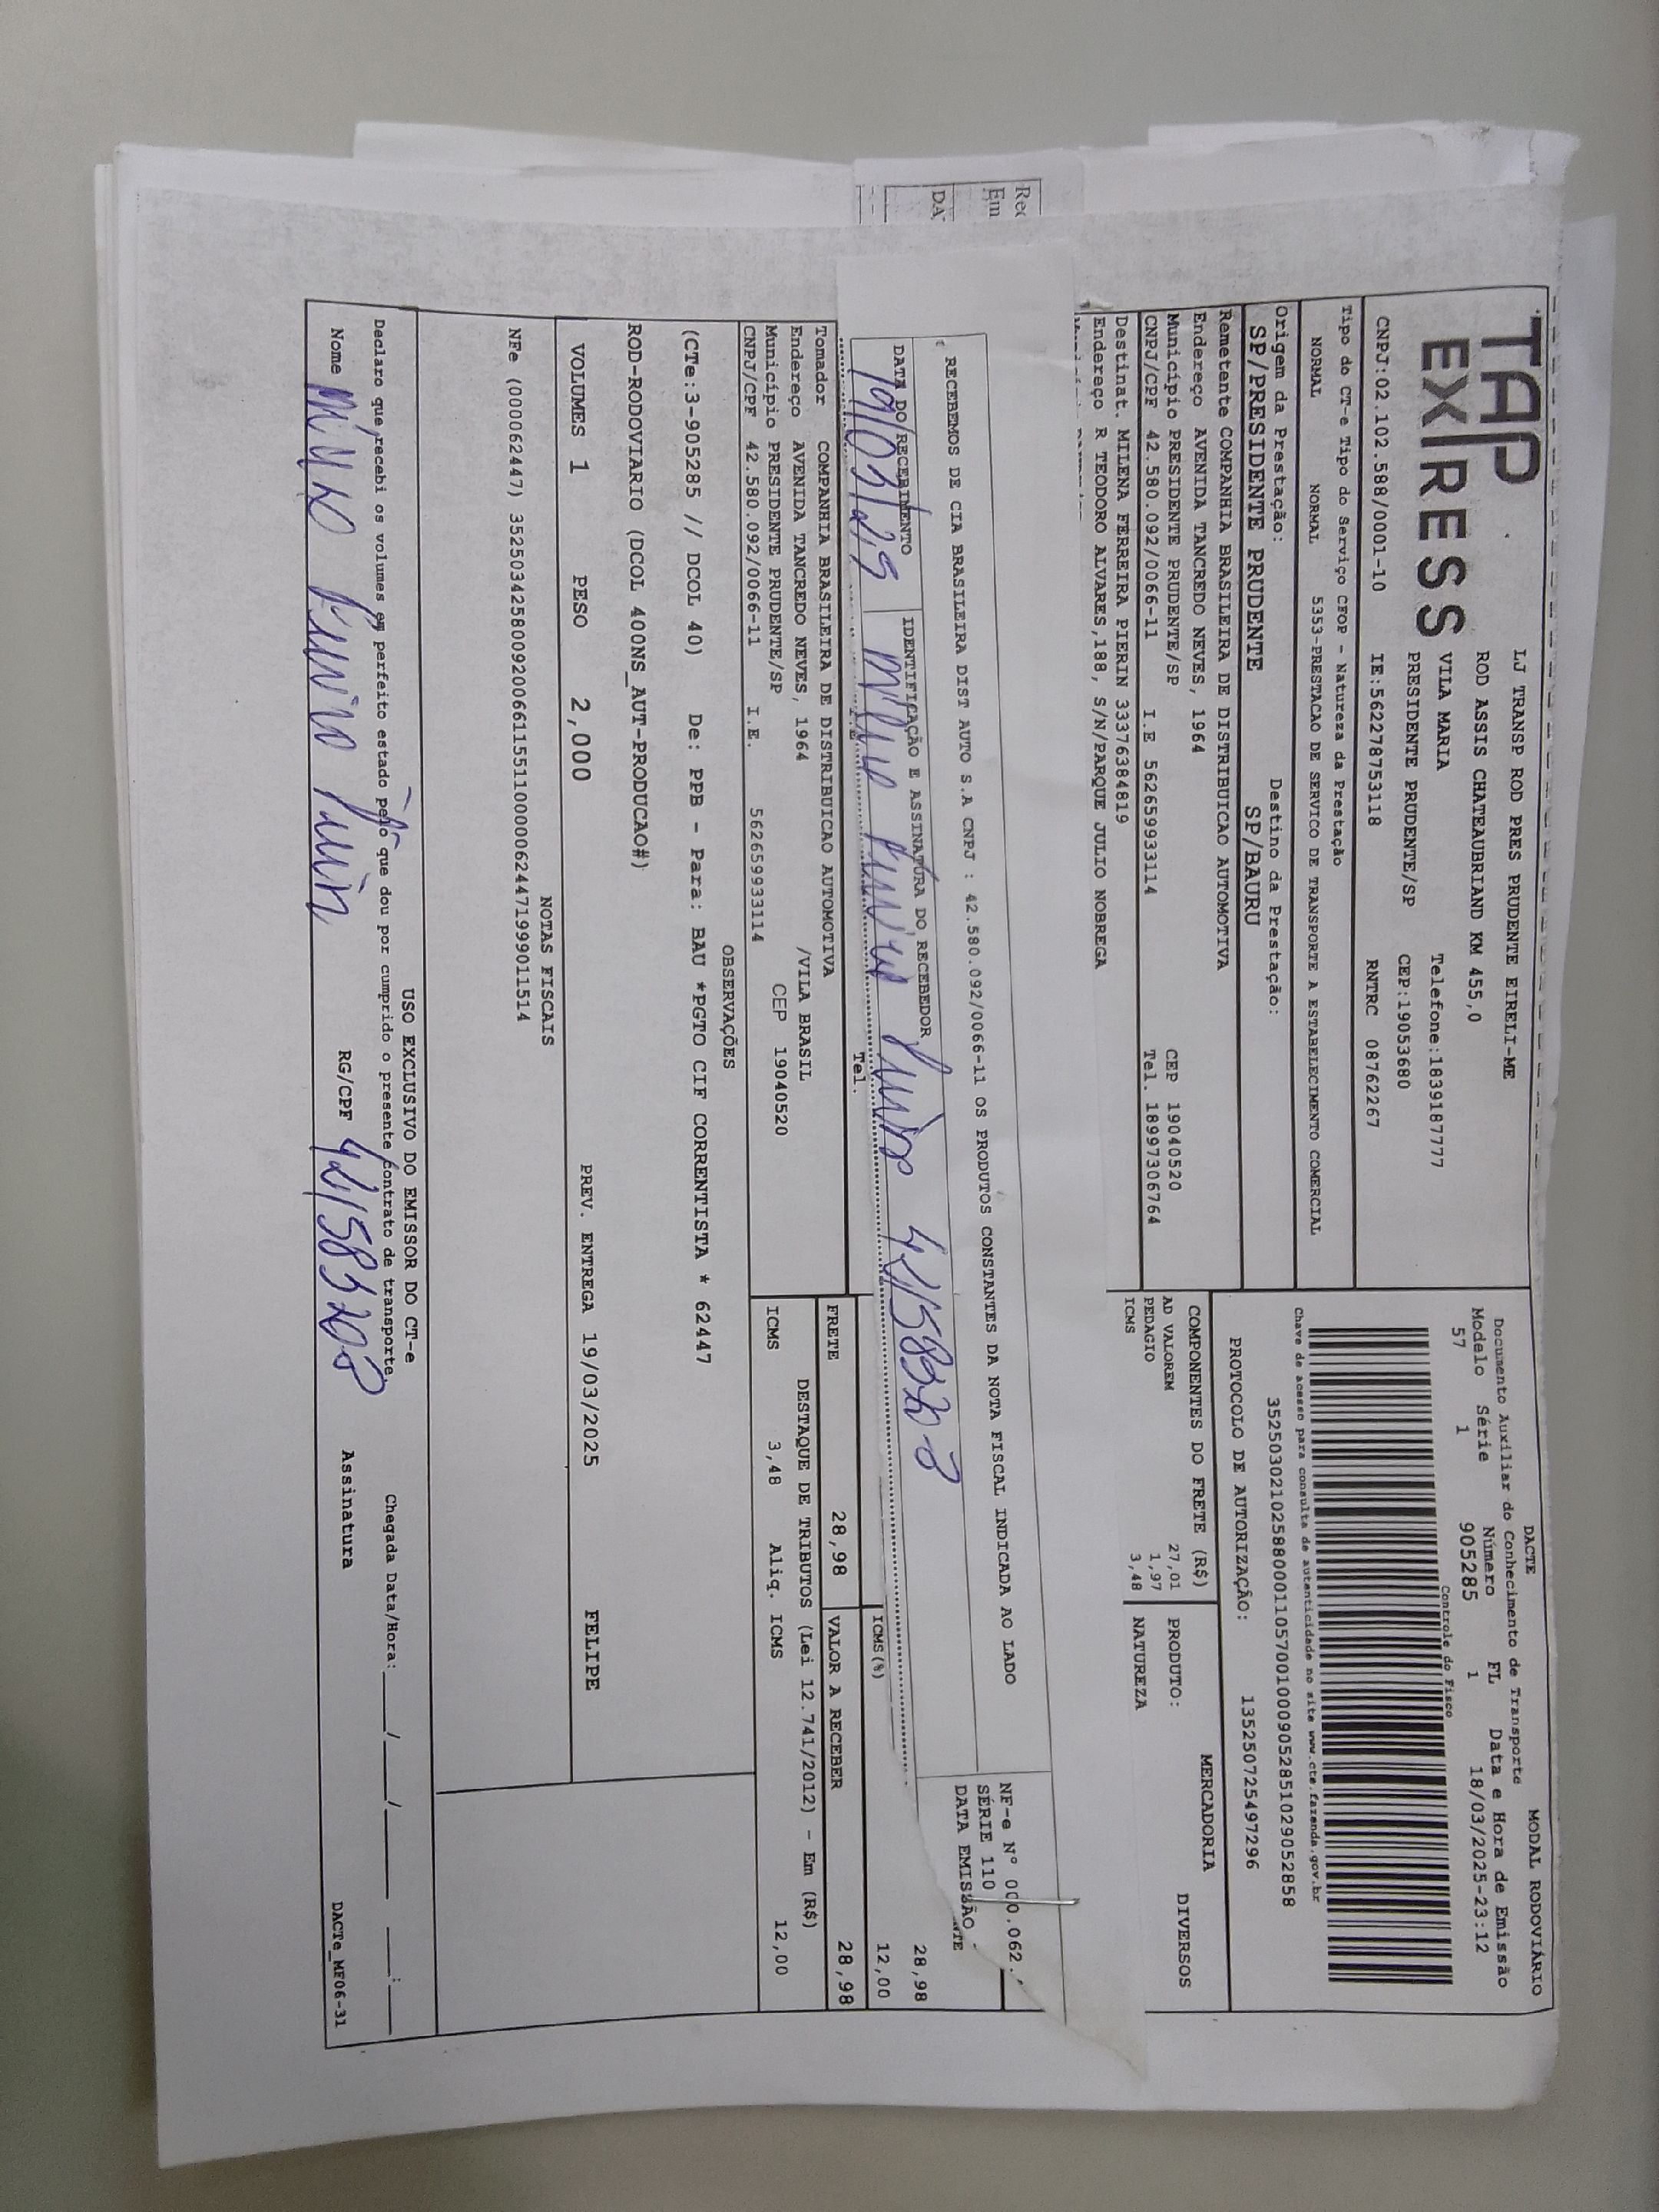 TAP
EXPRESS
LJ TRANSP ROD PRES PRUDENTE EIRELI-ME
ROD ASSIS CHATEAUBRIAND KM 455,0
VILA MARIA Telefone:1839187777
PRESIDENTE PRUDENTE/SP CEP:19053680
CNPJ:02.102.588/0001-10 IE:562278753118 RNTRC 08762267
Tipo do CT-e Tipo do Serviço CFOP - Natureza da Prestação
NORMAL NORMAL 5353-PRESTACAO DE SERVICO DE TRANSPORTE A ESTABELECIMENTO COMERCIAL
Origem da Prestação: Destino da Prestação:
SP/PRESIDENTE PRUDENTE SP/BAURU
Remetente COMPANHIA BRASILEIRA DE DISTRIBUICAO AUTOMOTIVA
Endereço AVENIDA TANCREDO NEVES, 1964
Município PRESIDENTE PRUDENTE/SP CEP 19040520
CNPJ/CPF 42.580.092/0066-11 I.E 562659933114 Tel. 18997306764
Destinat. MILENA FERREIRA PIERIN 33376384819
Endereço R TEODORO ALVARES,188, S/N/PARQUE JULIO NOBREGA
DACTE MODAL RODOVIÁRIO
Documento Auxiliar do Conhecimento de Transporte
Modelo Série Número FL Data e Hora de Emissão
57 1 905285 1 18/03/2025-23:12
Controle do Fisco
Chave de acesso para consulta de autenticidade no site www.cte.fazenda.gov.br
35250302102588000110570010009052851029052858
PROTOCOLO DE AUTORIZAÇÃO: 135250725497296
COMPONENTES DO FRETE (R$) MERCADORIA
AD VALOREM 27,01 PRODUTO: DIVERSOS
PEDAGIO 1,97
ICMS 3,48 NATUREZA
RECEBEMOS DE CIA BRASILEIRA DIST AUTO S.A CNPJ : 42.580.092/0066-11 OS PRODUTOS CONSTANTES DA NOTA FISCAL INDICADA AO LADO
NF-e Nº 000.062.
SÉRIE 110
DATA EMISSÃO
DATA DO RECEBIMENTO IDENTIFICAÇÃO E ASSINATURA DO RECEBEDOR
19/03/25 42158320-8
28,98
ICMS(%) 12,00
Tel.
Tomador COMPANHIA BRASILEIRA DE DISTRIBUICAO AUTOMOTIVA
Endereço AVENIDA TANCREDO NEVES, 1964 /VILA BRASIL
Município PRESIDENTE PRUDENTE/SP CEP 19040520
CNPJ/CPF 42.580.092/0066-11 I.E. 562659933114
FRETE 28,98 VALOR A RECEBER 28,98
DESTAQUE DE TRIBUTOS (Lei 12.741/2012) - Em (R$)
ICMS 3,48 Aliq. ICMS 12,00
OBSERVAÇÕES
(CTe:3-905285 // DCOL 40) De: PPB - Para: BAU *PGTO CIF CORRENTISTA * 62447
ROD-RODOVIARIO (DCOL 400NS_AUT-PRODUCAO#)
VOLUMES 1 PESO 2,000 PREV. ENTREGA 19/03/2025 FELIPE
NOTAS FISCAIS
NFe (000062447) 35250342580092006611551100000624471999011514
USO EXCLUSIVO DO EMISSOR DO CT-e
Declaro que recebi os volumes em perfeito estado pelo que dou por cumprido o presente contrato de transporte. Chegada Data/Hora:___/___/___ __:__
Nome RG/CPF 42158320-8 Assinatura
DACTe_MF06-31